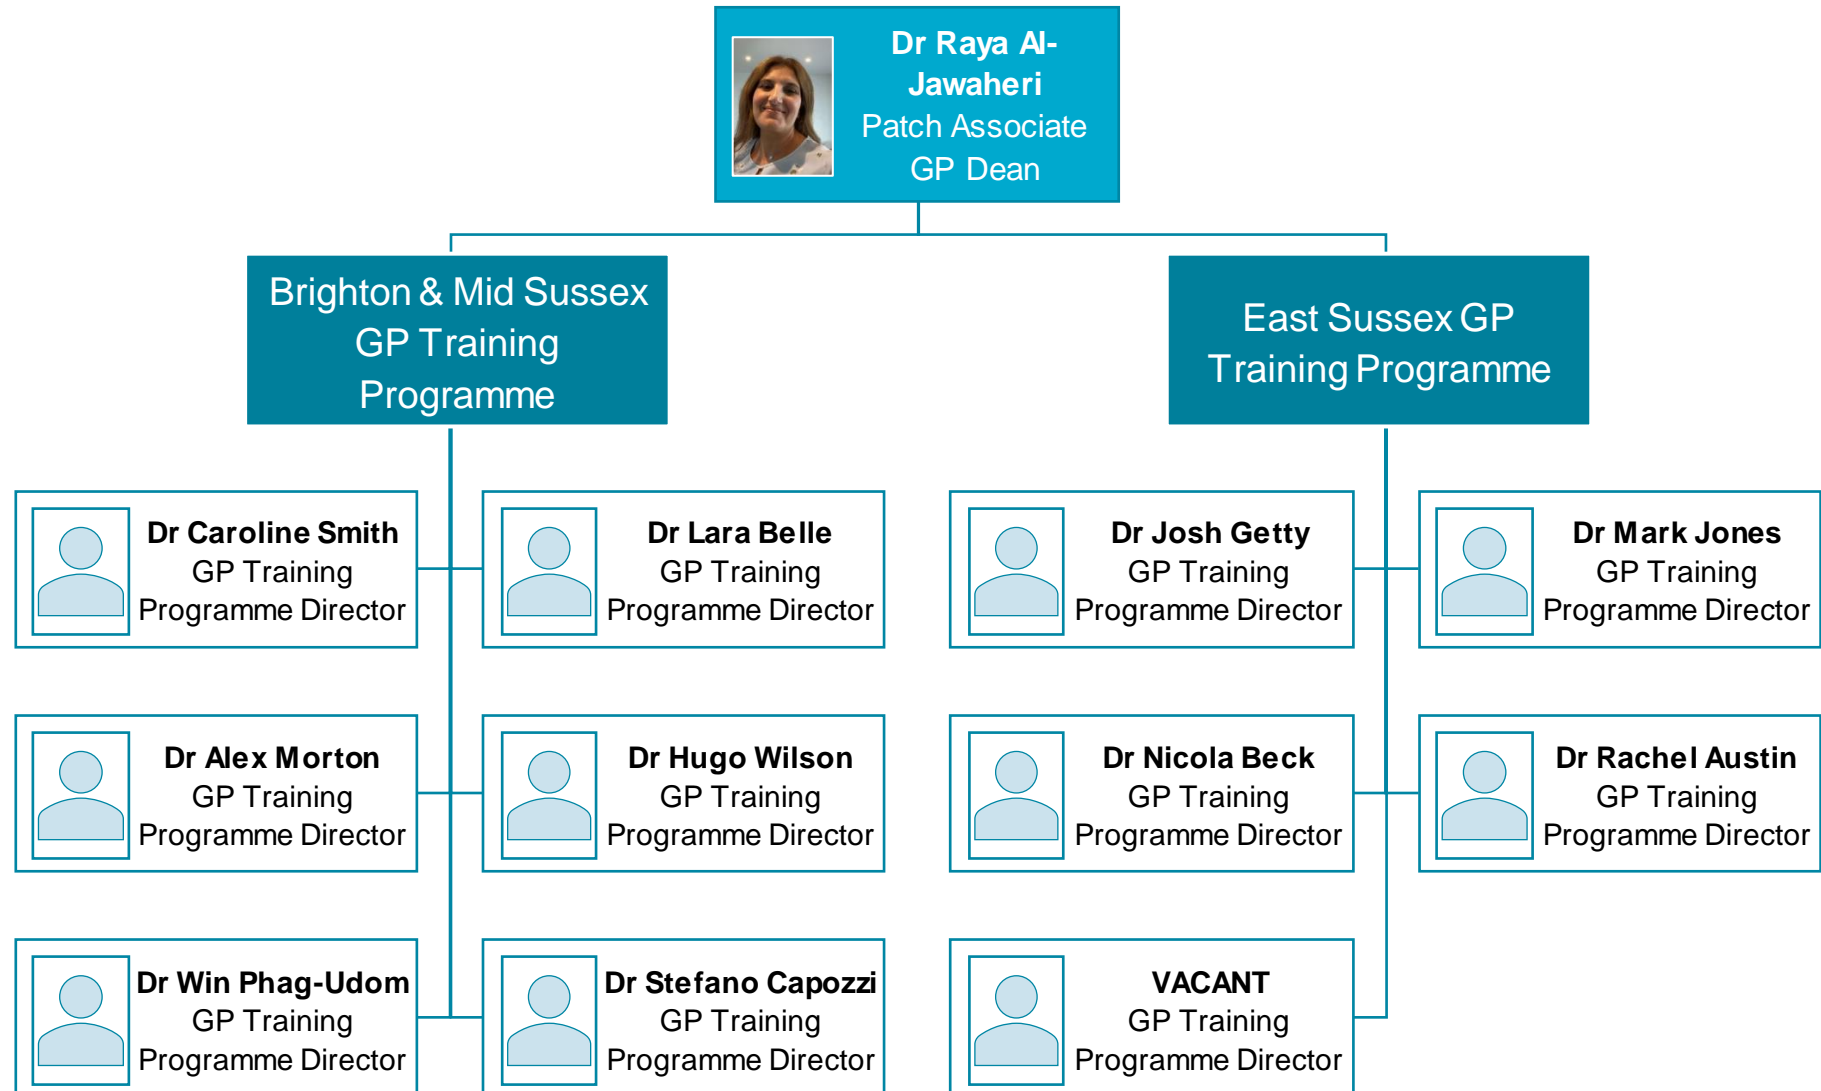 Dr Raya Al-
Jawaheri
Patch Associate
GP Dean
Brighton & Mid Sussex
GP Training
Programme
East Sussex GP
Training Programme
Dr Caroline Smith
GP Training
Programme Director
Dr Lara Belle
GP Training
Programme Director
Dr Josh Getty
GP Training
Programme Director
Dr Mark Jones
GP Training
Programme Director
Dr Alex Morton
GP Training
Programme Director
Dr Hugo Wilson
GP Training
Programme Director
Dr Nicola Beck
GP Training
Programme Director
Dr Rachel Austin
GP Training
Programme Director
Dr Win Phag-Udom
GP Training
Programme Director
Dr Stefano Capozzi
GP Training
Programme Director
VACANT
GP Training
Programme Director